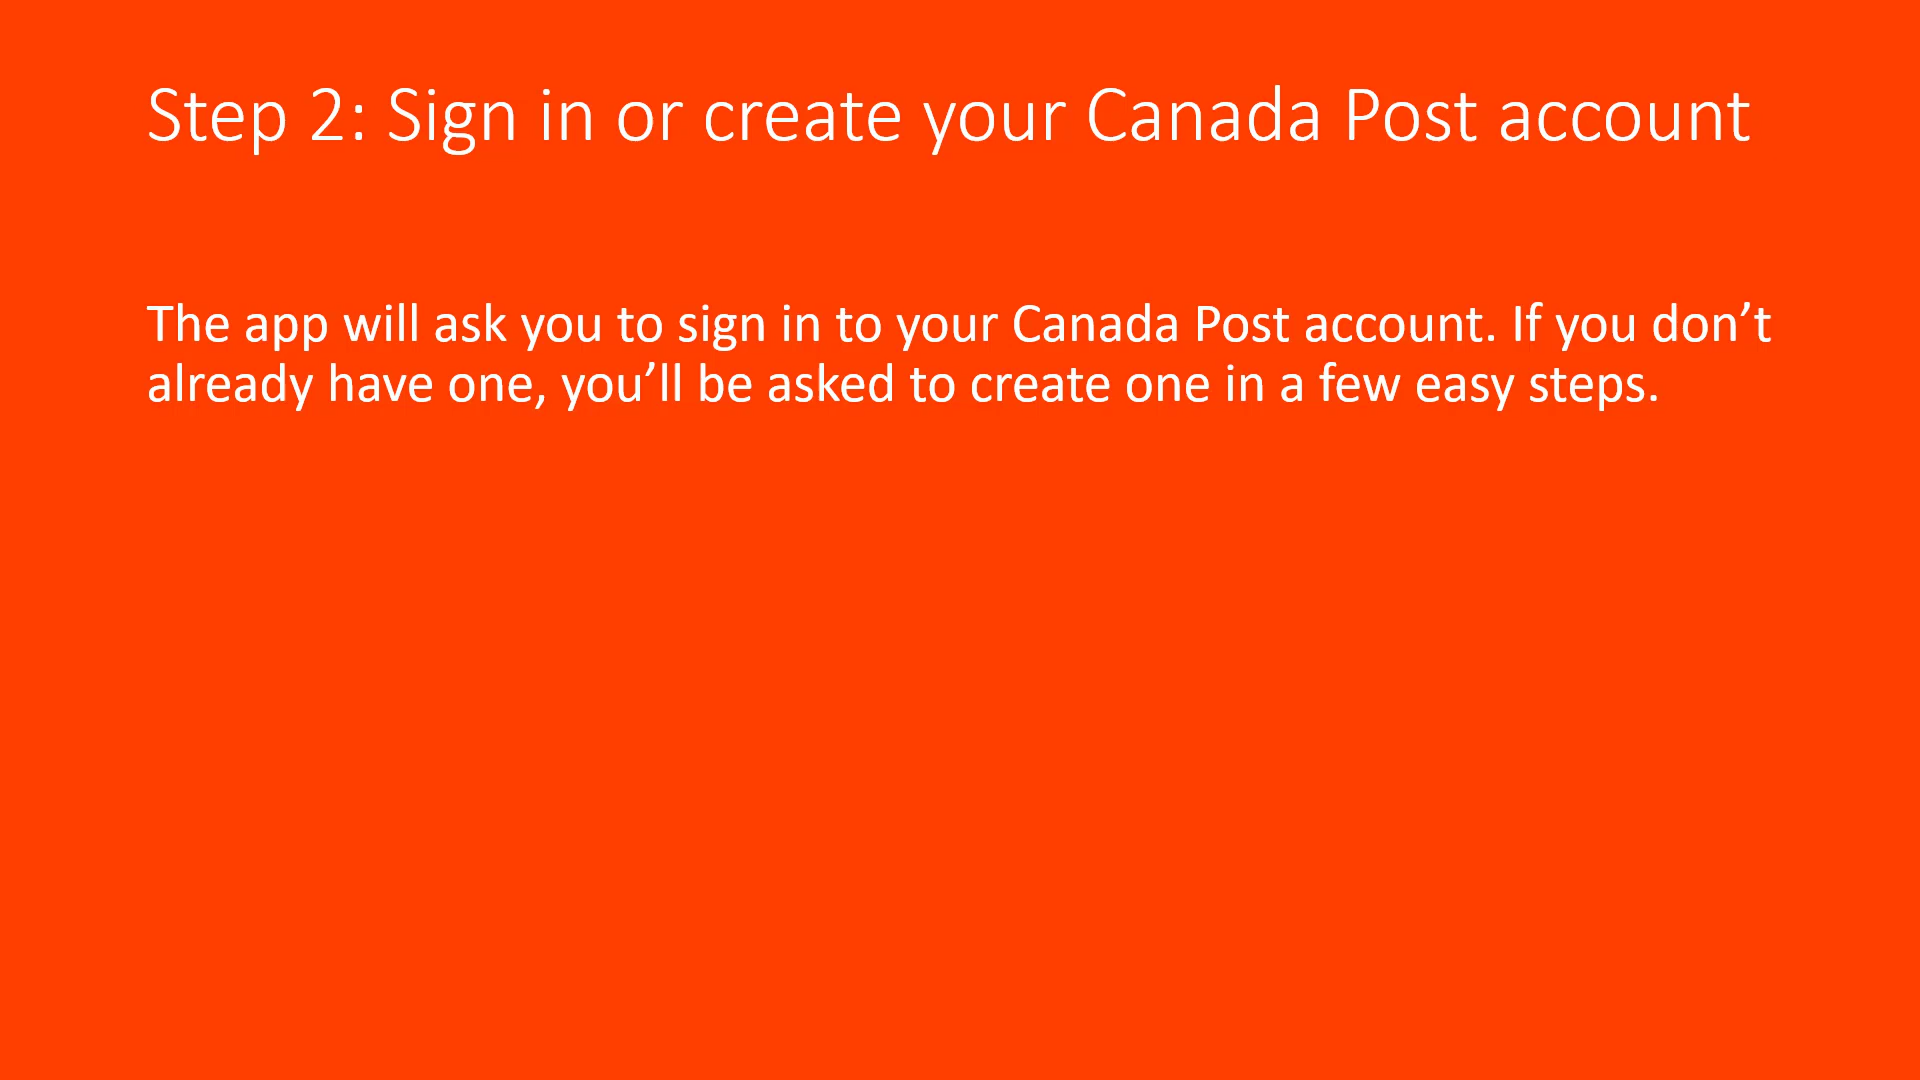 Step 2: Sign in or create your Canada Post account
The app will ask you to sign in to your Canada Post account. If you don’t
already have one, you’ll be asked to create one in a few easy steps.